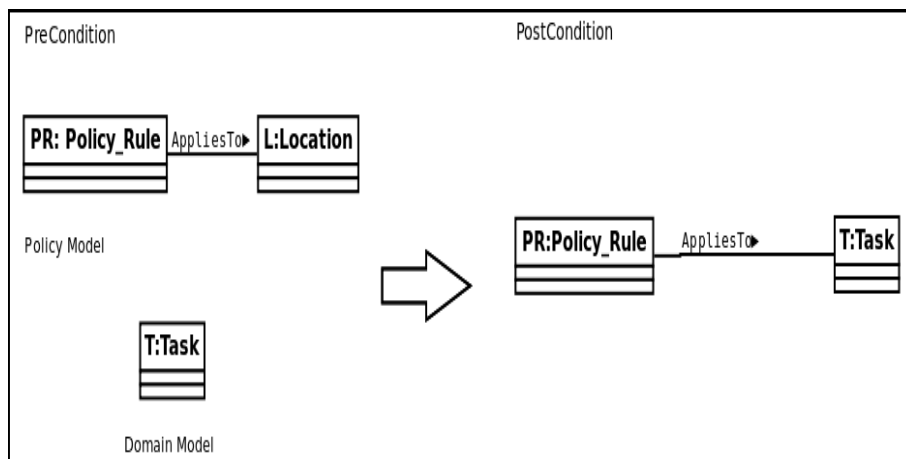 PreCondition
PostCondition
PR: Policy_Rule
AppliesTo
L:Location
Policy Model
PR:Policy_Rule
AppliesTo
T:Task
T:Task
Domain Model